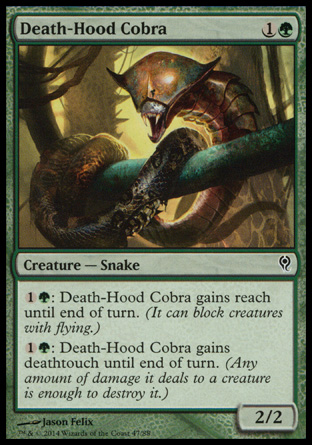 Death-Hood Cobra 1
Creature — Snake
1 : Death-Hood Cobra gains reach
until end of turn. (It can block creatures
with flying.)
1 : Death-Hood Cobra gains
deathtouch until end of turn. (Any
amount of damage it deals to a creature
is enough to destroy it.)
2/2
Jason Felix
™ & © 2014 Wizards of the Coast 47/88